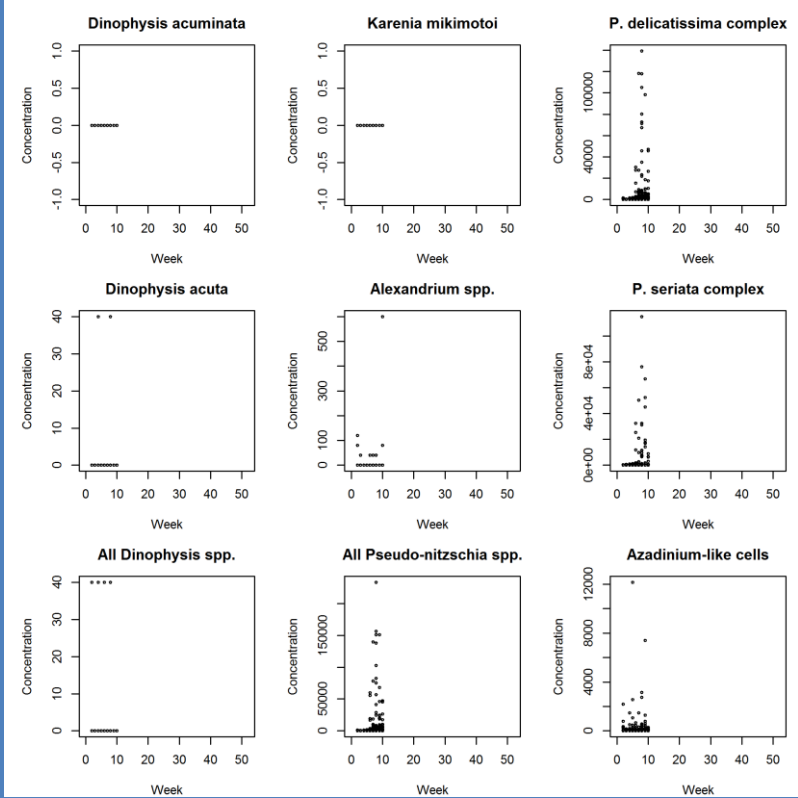 Dinophysis acuminata
Concentration
1.0
0.5
0.0
-0.5
-1.0
0 10 20 30 40 50
Week
Karenia mikimotoi
Concentration
1.0
0.5
0.0
-0.5
-1.0
0 10 20 30 40 50
Week
P. delicatissima complex
Concentration
100000
40000
0
0 10 20 30 40 50
Week
Dinophysis acuta
Concentration
40
30
20
10
0
0 10 20 30 40 50
Week
Alexandrium spp.
Concentration
500
300
100
0
0 10 20 30 40 50
Week
P. seriata complex
Concentration
8e+04
4e+04
0e+00
0 10 20 30 40 50
Week
All Dinophysis spp.
Concentration
40
30
20
10
0
0 10 20 30 40 50
Week
All Pseudo-nitzschia spp.
Concentration
150000
50000
0
0 10 20 30 40 50
Week
Azadinium-like cells
Concentration
12000
8000
4000
0
0 10 20 30 40 50
Week